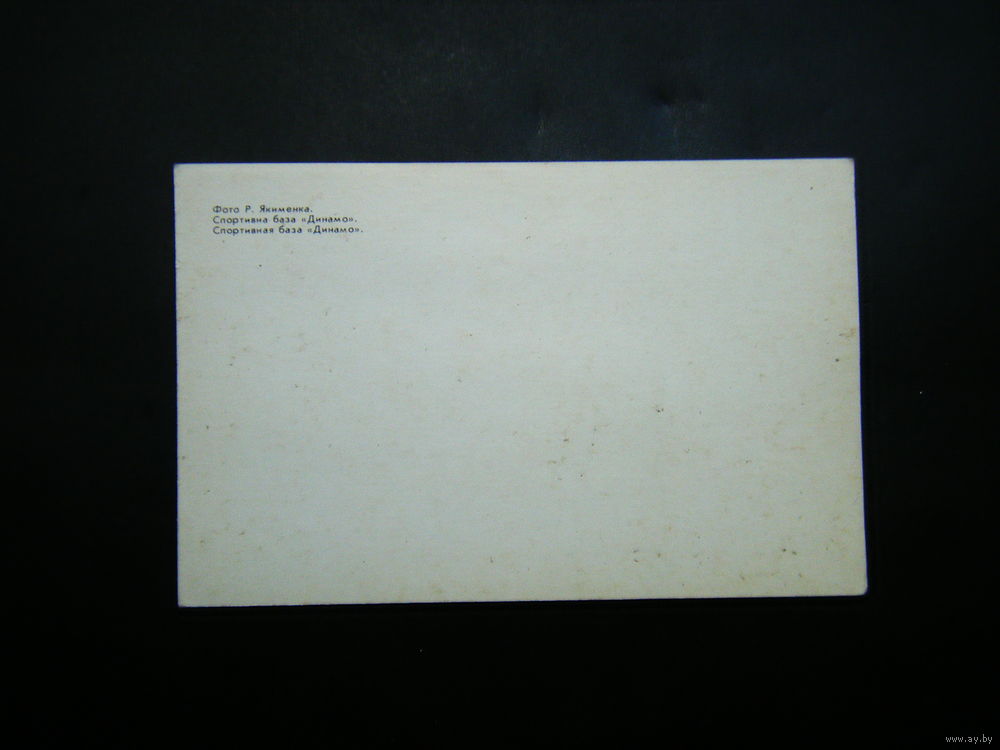 Фото Р. Якименка.
Спортивна база «Динамо».
Спортивная база «Динамо».
www.ay.by